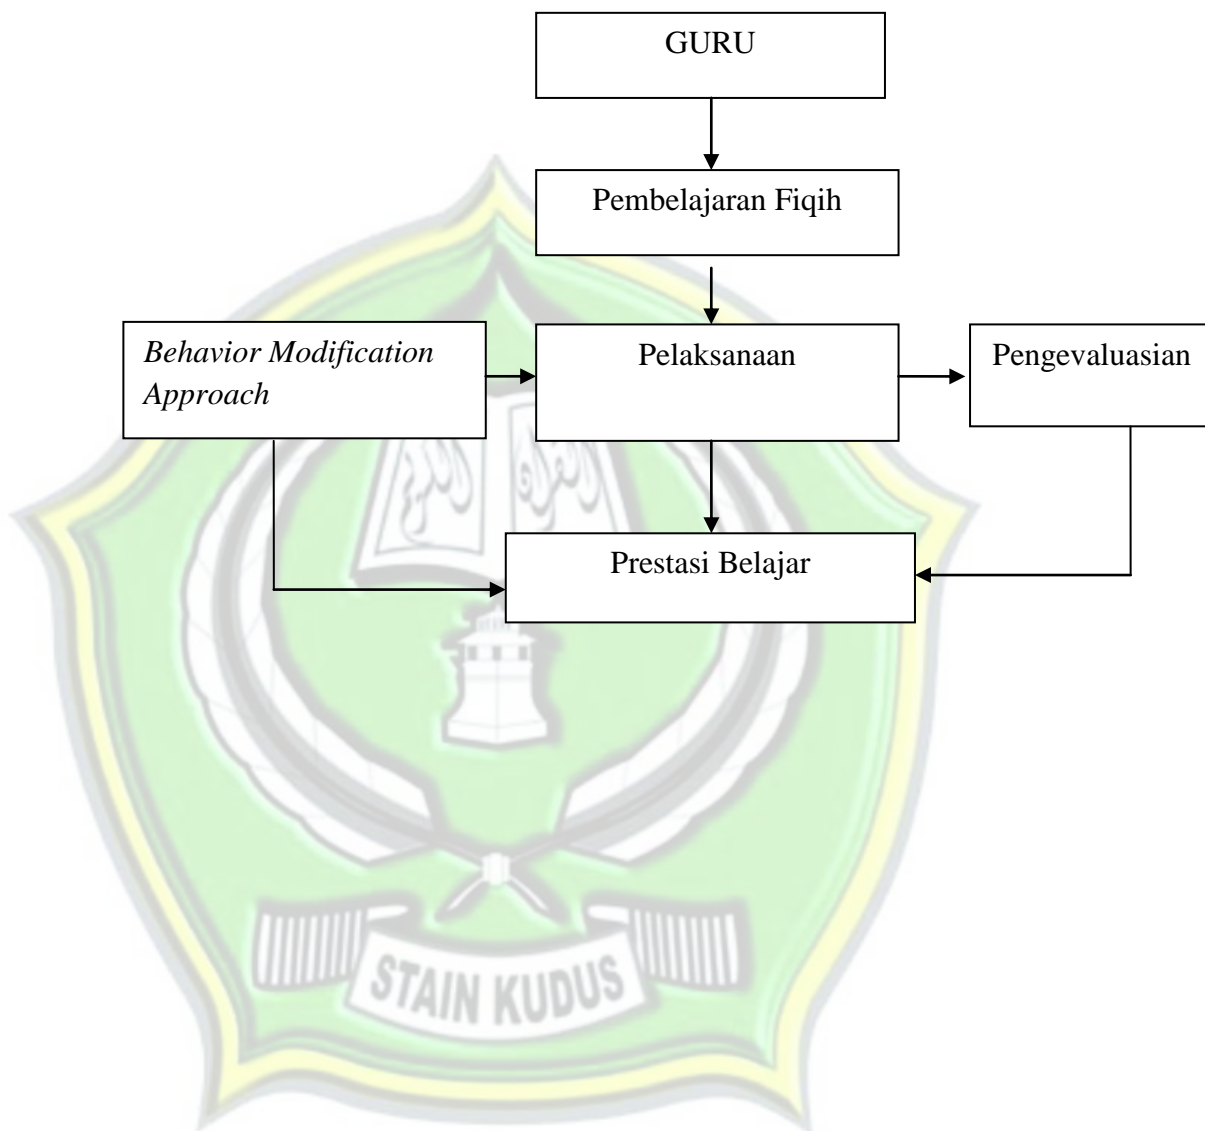 GURU
Pembelajaran Fiqih
Behavior Modification
Approach
Pelaksanaan
Pengevaluasian
Prestasi Belajar
STAIN KUDUS